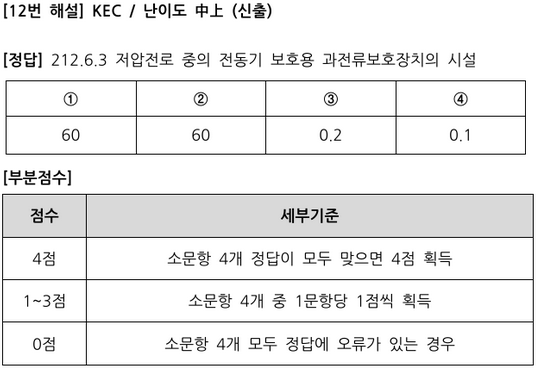 [12번 해설] KEC / 난이도 中上 (신출)
[정답] 212.6.3 저압전로 중의 전동기 보호용 과전류보호장치의 시설
① ② ③ ④
60 60 0.2 0.1
[부분점수]
점수 세부기준
4점 소문항 4개 정답이 모두 맞으면 4점 획득
1~3점 소문항 4개 중 1문항당 1점씩 획득
0점 소문항 4개 모두 정답에 오류가 있는 경우